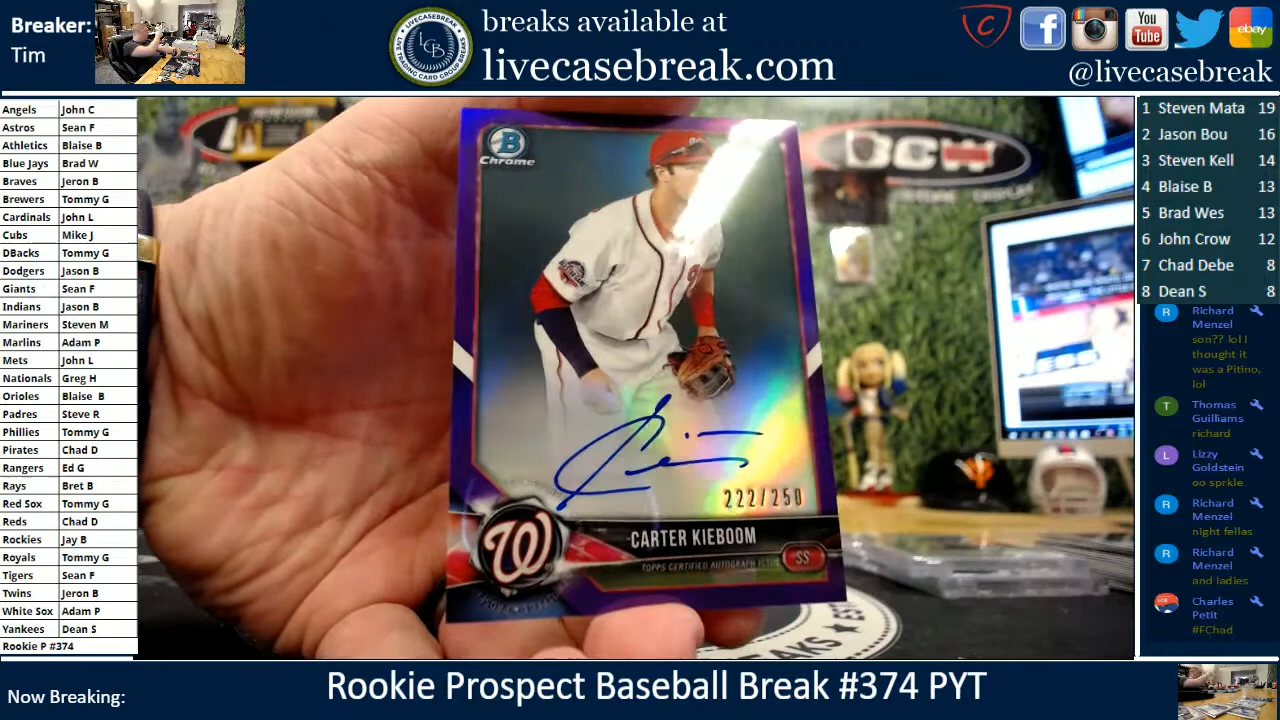 Breaker:
Tim
breaks available at
livecasebreak.com
You
Tube
ebay
@livecasebreak
Angels John C
Astros Sean F
Athletics Blaise B
Blue Jays Brad W
Braves Jeron B
Brewers Tommy G
Cardinals John L
Cubs Mike J
DBacks Tommy G
Dodgers Jason B
Giants Sean F
Indians Jason B
Mariners Steven M
Marlins Adam P
Mets John L
Nationals Greg H
Orioles Blaise B
Padres Steve R
Phillies Tommy G
Pirates Chad D
Rangers Ed G
Rays Bret B
Red Sox Tommy G
Reds Chad D
Rockies Jay B
Royals Tommy G
Tigers Sean F
Twins Jeron B
White Sox Adam P
Yankees Dean S
Rookie P #374
B
Chrome
222/250
W
CARTER KIEBOOM
TOPPS CERTIFIED AUTOGRAPH ISSUE
SS
BCW
1 Steven Mata 19
2 Jason Bou 16
3 Steven Kell 14
4 Blaise B 13
5 Brad Wes 13
6 John Crow 12
7 Chad Debe 8
8 Dean S 8
R Richard
Menzel
son?? lol I
thought it
was a Pitino,
lol
T Thomas
Guilliams
richard
L Lizzy
Goldstein
oo sprkle
R Richard
Menzel
night fellas
R Richard
Menzel
and ladies
Charles
Petit
#FChad
Now Breaking:
Rookie Prospect Baseball Break #374 PYT